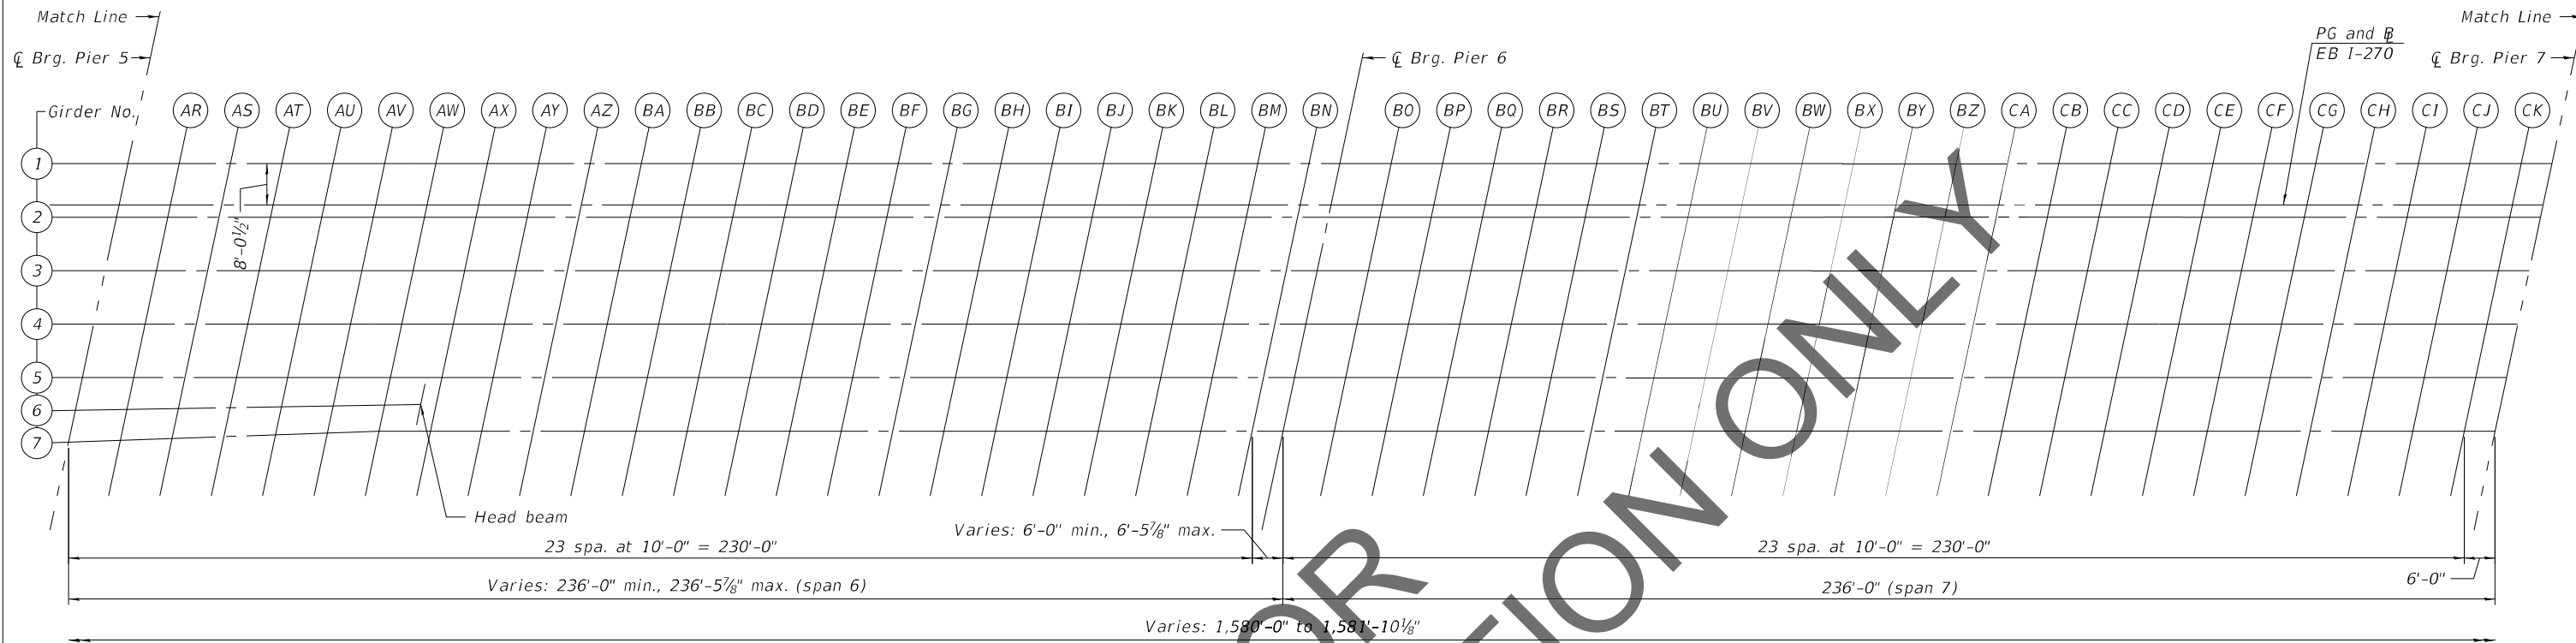 Match Line
Match Line
℄ Brg. Pier 5
℄ Brg. Pier 6
PG and ⅊
EB I-270
℄ Brg. Pier 7
Girder No.
AR AS AT AU AV AW AX AY AZ BA BB BC BD BE BF BG BH BI BJ BK BL BM BN BO BP BQ BR BS BT BU BV BW BX BY BZ CA CB CC CD CE CF CG CH CI CJ CK
1
2
8'-0½"
3
4
5
6
7
Head beam
Varies: 6'-0" min., 6'-5⅞" max.
23 spa. at 10'-0" = 230'-0"
23 spa. at 10'-0" = 230'-0"
6'-0"
Varies: 236'-0" min., 236'-5⅞" max. (span 6)
236'-0" (span 7)
Varies: 1,580'-0" to 1,581'-10⅛"
OR
TION ONLY